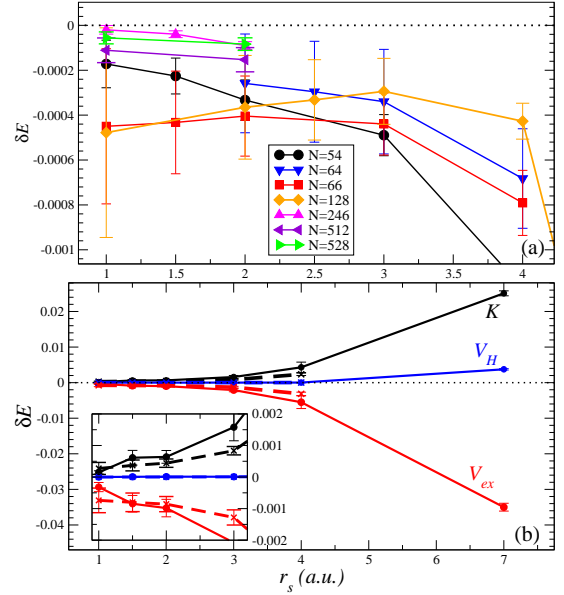 0
-0.0002
-0.0004
-0.0006
-0.0008
-0.001
δE
N=54
N=64
N=66
N=128
N=246
N=512
N=528
(a)
1 1.5 2 2.5 3 3.5 4
0.02
0.01
0
-0.01
-0.02
-0.03
-0.04
δE
K
V_H
V_ex
0.002
0.001
0
-0.001
-0.002
(b)
1 2 3 4 5 6 7
r_s (a.u.)